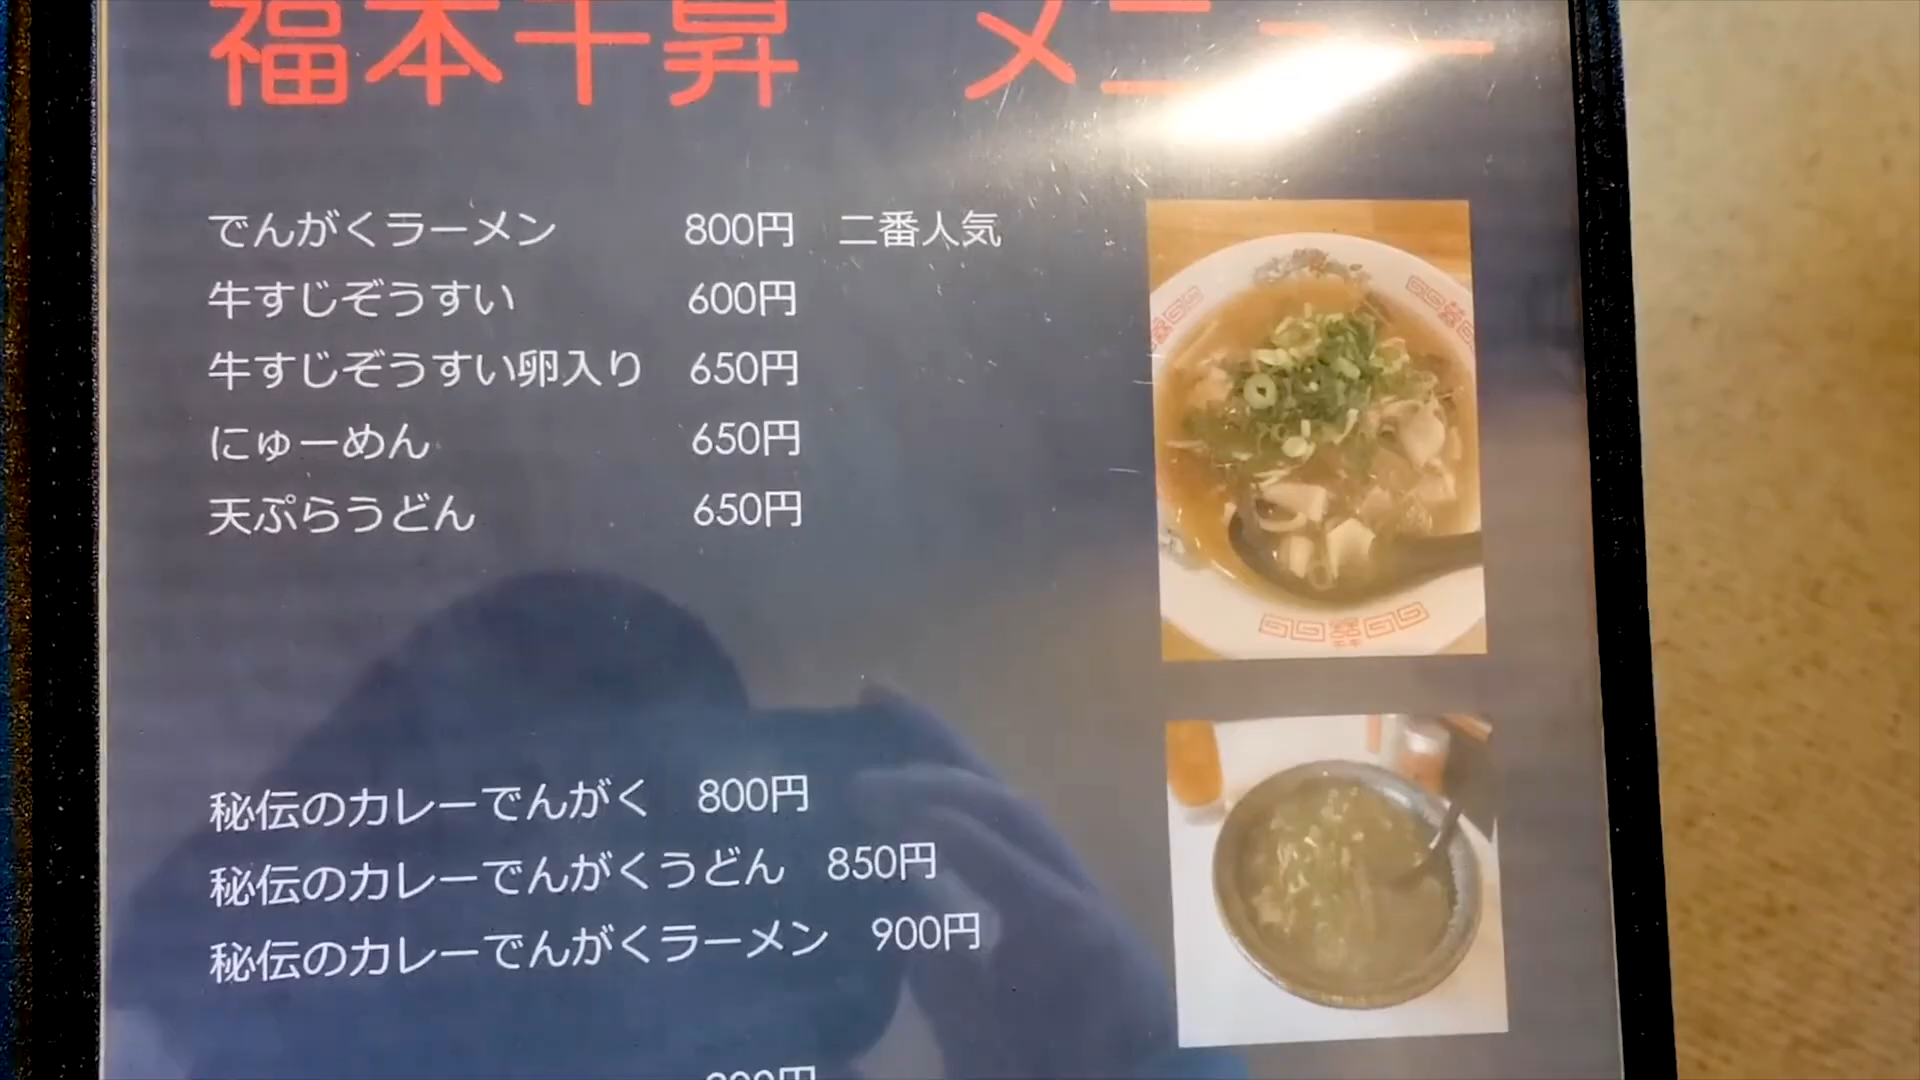 福本千昇 メニュー
でんがくラーメン 800円 二番人気
牛すじぞうすい 600円
牛すじぞうすい卵入り 650円
にゅーめん 650円
天ぷらうどん 650円
秘伝のカレーでんがく 800円
秘伝のカレーでんがくうどん 850円
秘伝のカレーでんがくラーメン 900円